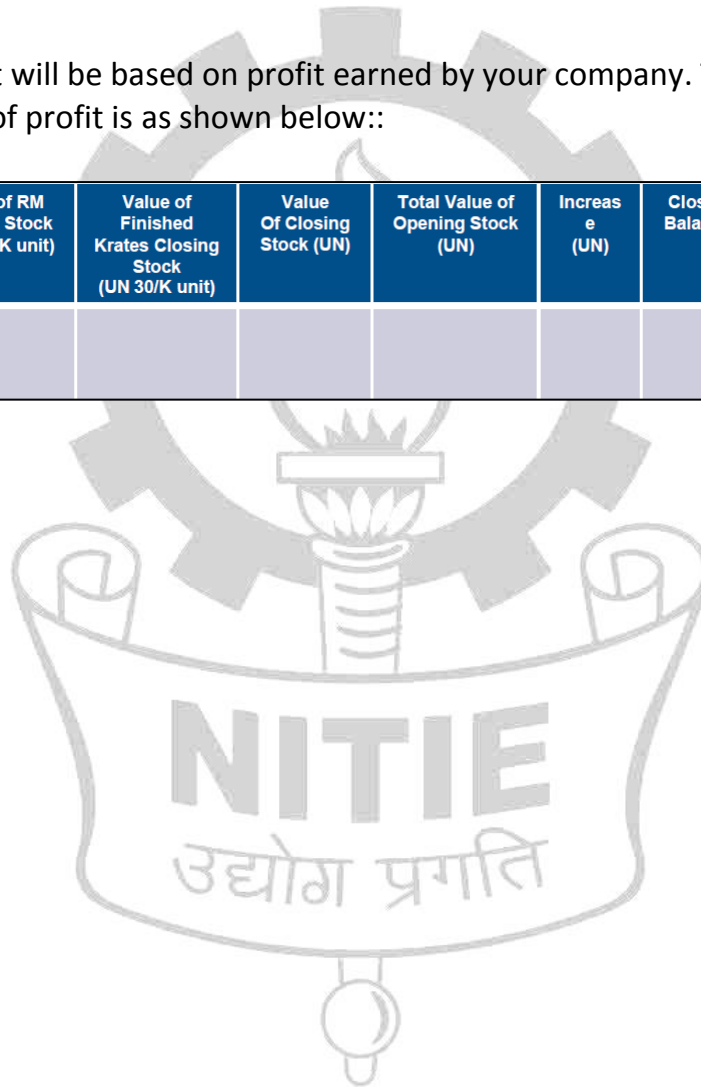 t will be based on profit earned by your company.
of profit is as shown below::
of RM
Stock
K unit)
Value of
Finished
Krates Closing
Stock
(UN 30/K unit)
Value
Of Closing
Stock (UN)
Total Value of
Opening Stock
(UN)
Increas
e
(UN)
Clos
Bala
NITIE
उद्योग प्रगति